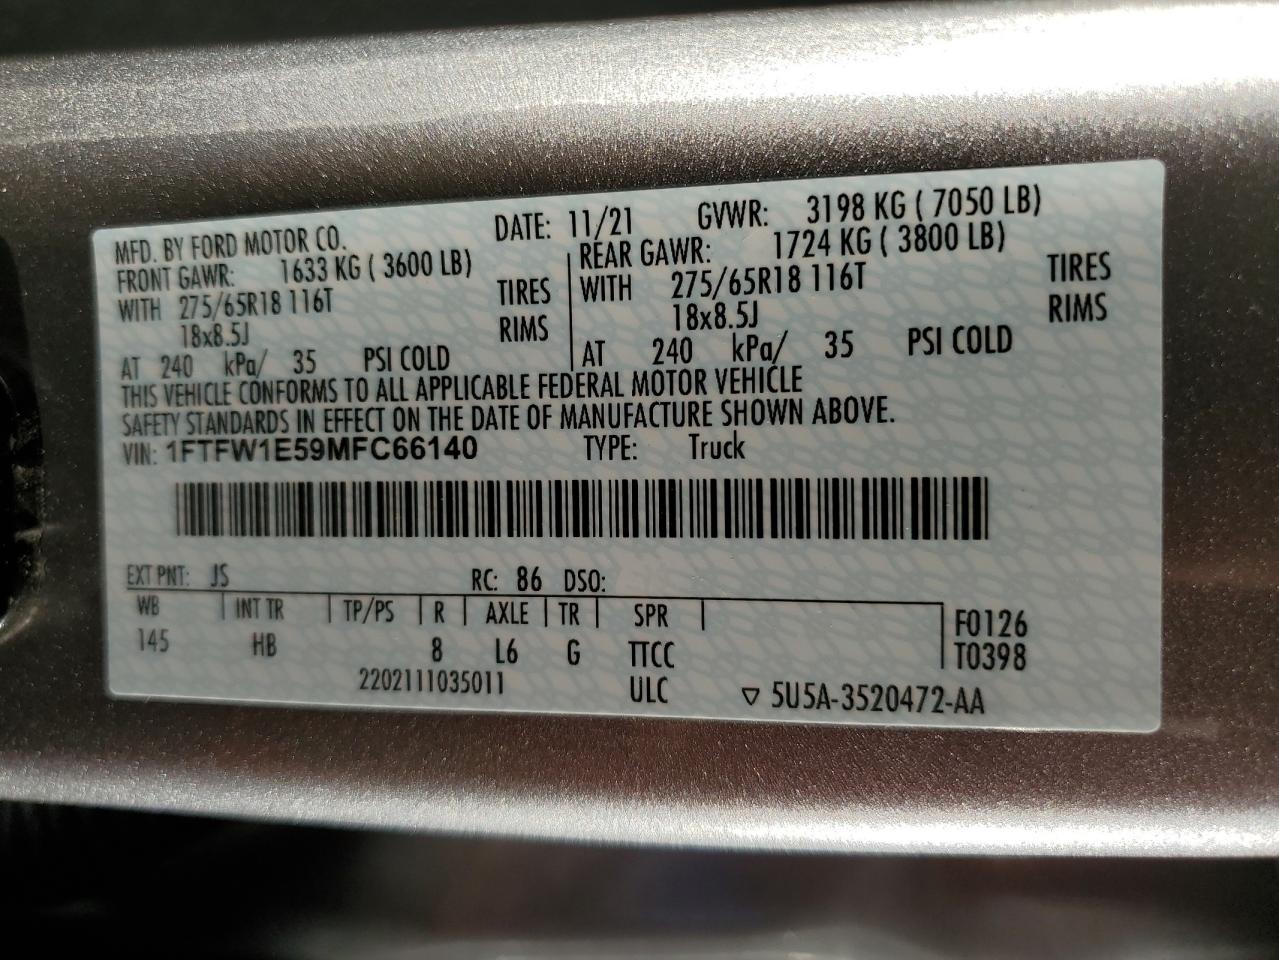 MFD. BY FORD MOTOR CO. DATE: 11/21 GVWR: 3198 KG ( 7050 LB)
FRONT GAWR: 1633 KG ( 3600 LB) REAR GAWR: 1724 KG ( 3800 LB)
WITH 275/65R18 116T TIRES WITH 275/65R18 116T TIRES
18x8.5J RIMS 18x8.5J RIMS
AT 240 kPa/ 35 PSI COLD AT 240 kPa/ 35 PSI COLD
THIS VEHICLE CONFORMS TO ALL APPLICABLE FEDERAL MOTOR VEHICLE
SAFETY STANDARDS IN EFFECT ON THE DATE OF MANUFACTURE SHOWN ABOVE.
VIN: 1FTFW1E59MFC66140 TYPE: Truck
EXT PNT: JS RC: 86 DSO:
WB INT TR TP/PS R AXLE TR SPR F0126
145 HB 8 L6 G TTCC T0398
2202111035011 ULC ▽ 5U5A-3520472-AA